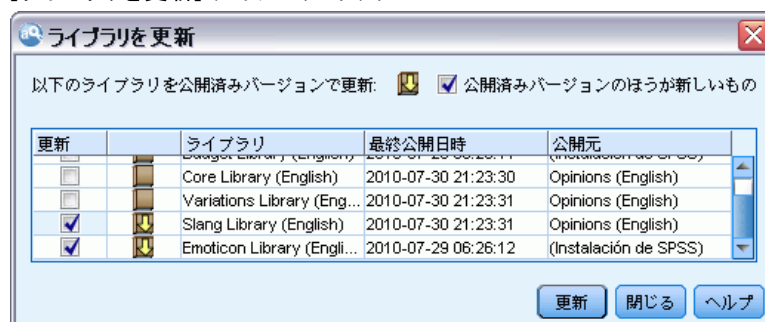 ライブラリを更新
以下のライブラリを公開済みバージョンで更新: 公開済みバージョンのほうが新しいもの
更新 ライブラリ 最終公開日時 公開元
Core Library (English) 2010-07-30 21:23:30 Opinions (English)
Variations Library (Eng... 2010-07-30 21:23:31 Opinions (English)
Slang Library (English) 2010-07-30 21:23:31 Opinions (English)
Emoticon Library (Engli... 2010-07-29 06:26:12 (Instalación de SPSS)
更新 閉じる ヘルプ